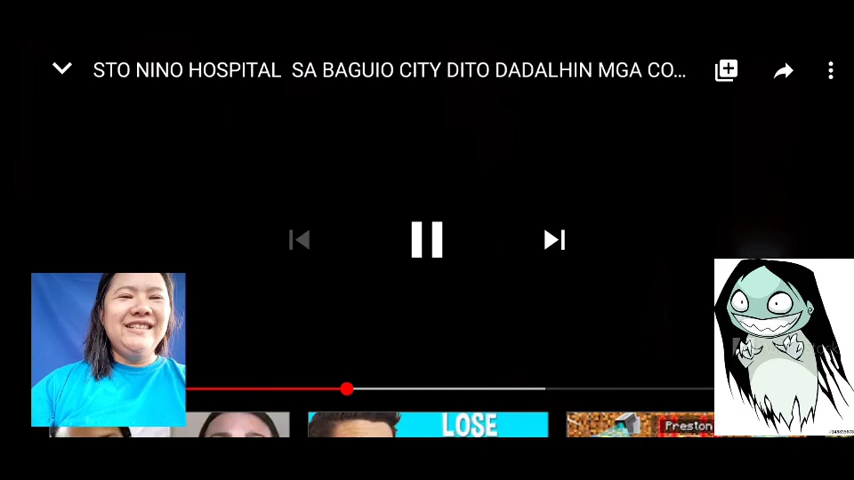 STO NINO HOSPITAL SA BAGUIO CITY DITO DADALHIN MGA CO...
LOSE
Preston